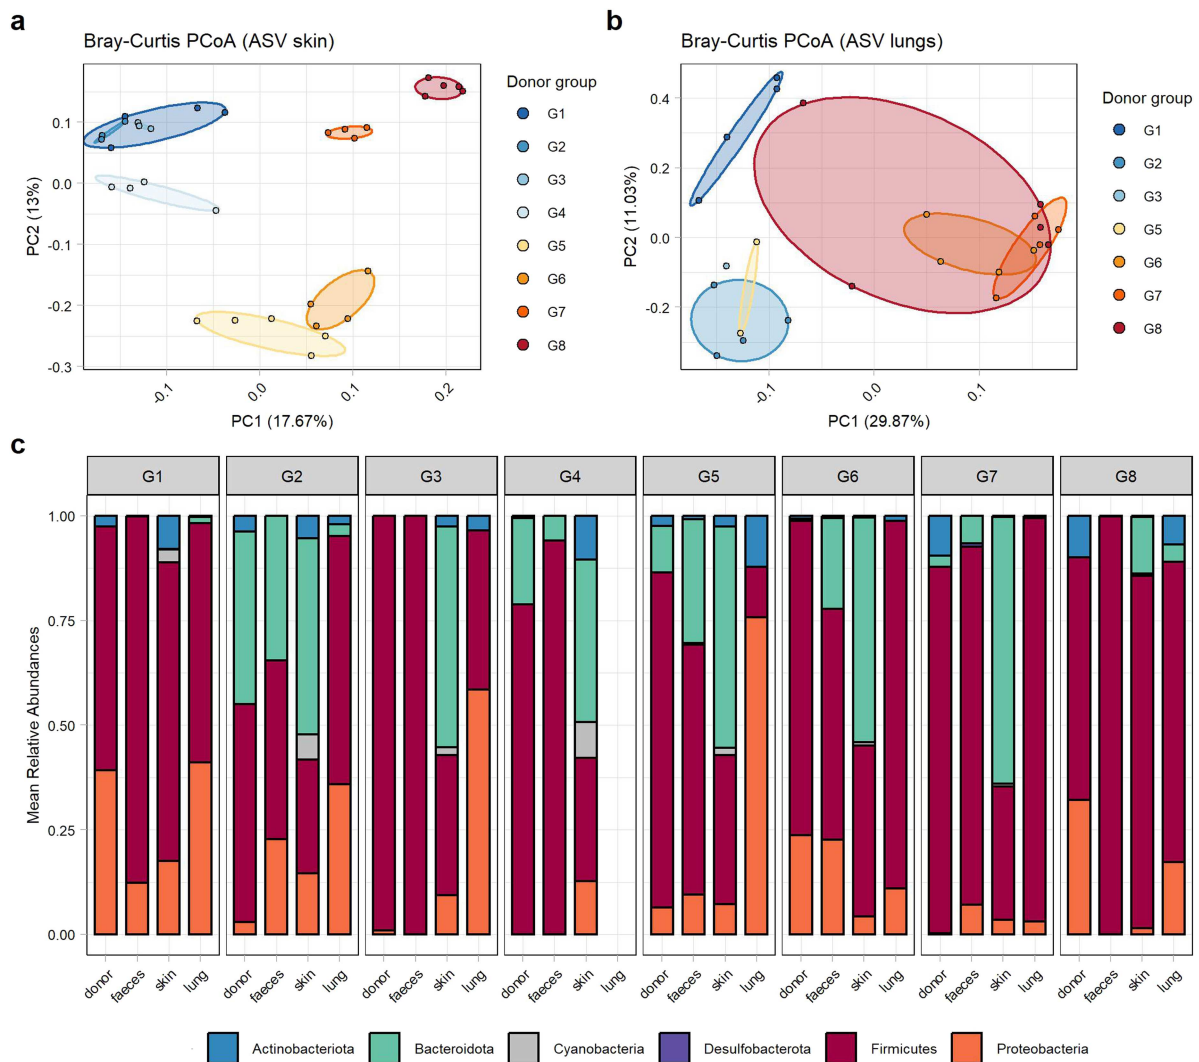 a
Bray-Curtis PCoA (ASV skin)
0.1
0.0
-0.1
-0.2
-0.3
PC2 (13%)
-0.1
0.0
0.1
0.2
PC1 (17.67%)
Donor group
G1
G2
G3
G4
G5
G6
G7
G8
b
Bray-Curtis PCoA (ASV lungs)
0.4
0.2
0.0
-0.2
PC2 (11.03%)
-0.1
0.0
0.1
PC1 (29.87%)
Donor group
G1
G2
G3
G5
G6
G7
G8
c
G1 G2 G3 G4 G5 G6 G7 G8
1.00
0.75
0.50
0.25
0.00
Mean Relative Abundances
donor faeces skin lung donor faeces skin lung donor faeces skin lung donor faeces skin lung donor faeces skin lung donor faeces skin lung donor faeces skin lung donor faeces skin lung
Actinobacteriota Bacteroidota Cyanobacteria Desulfobacterota Firmicutes Proteobacteria